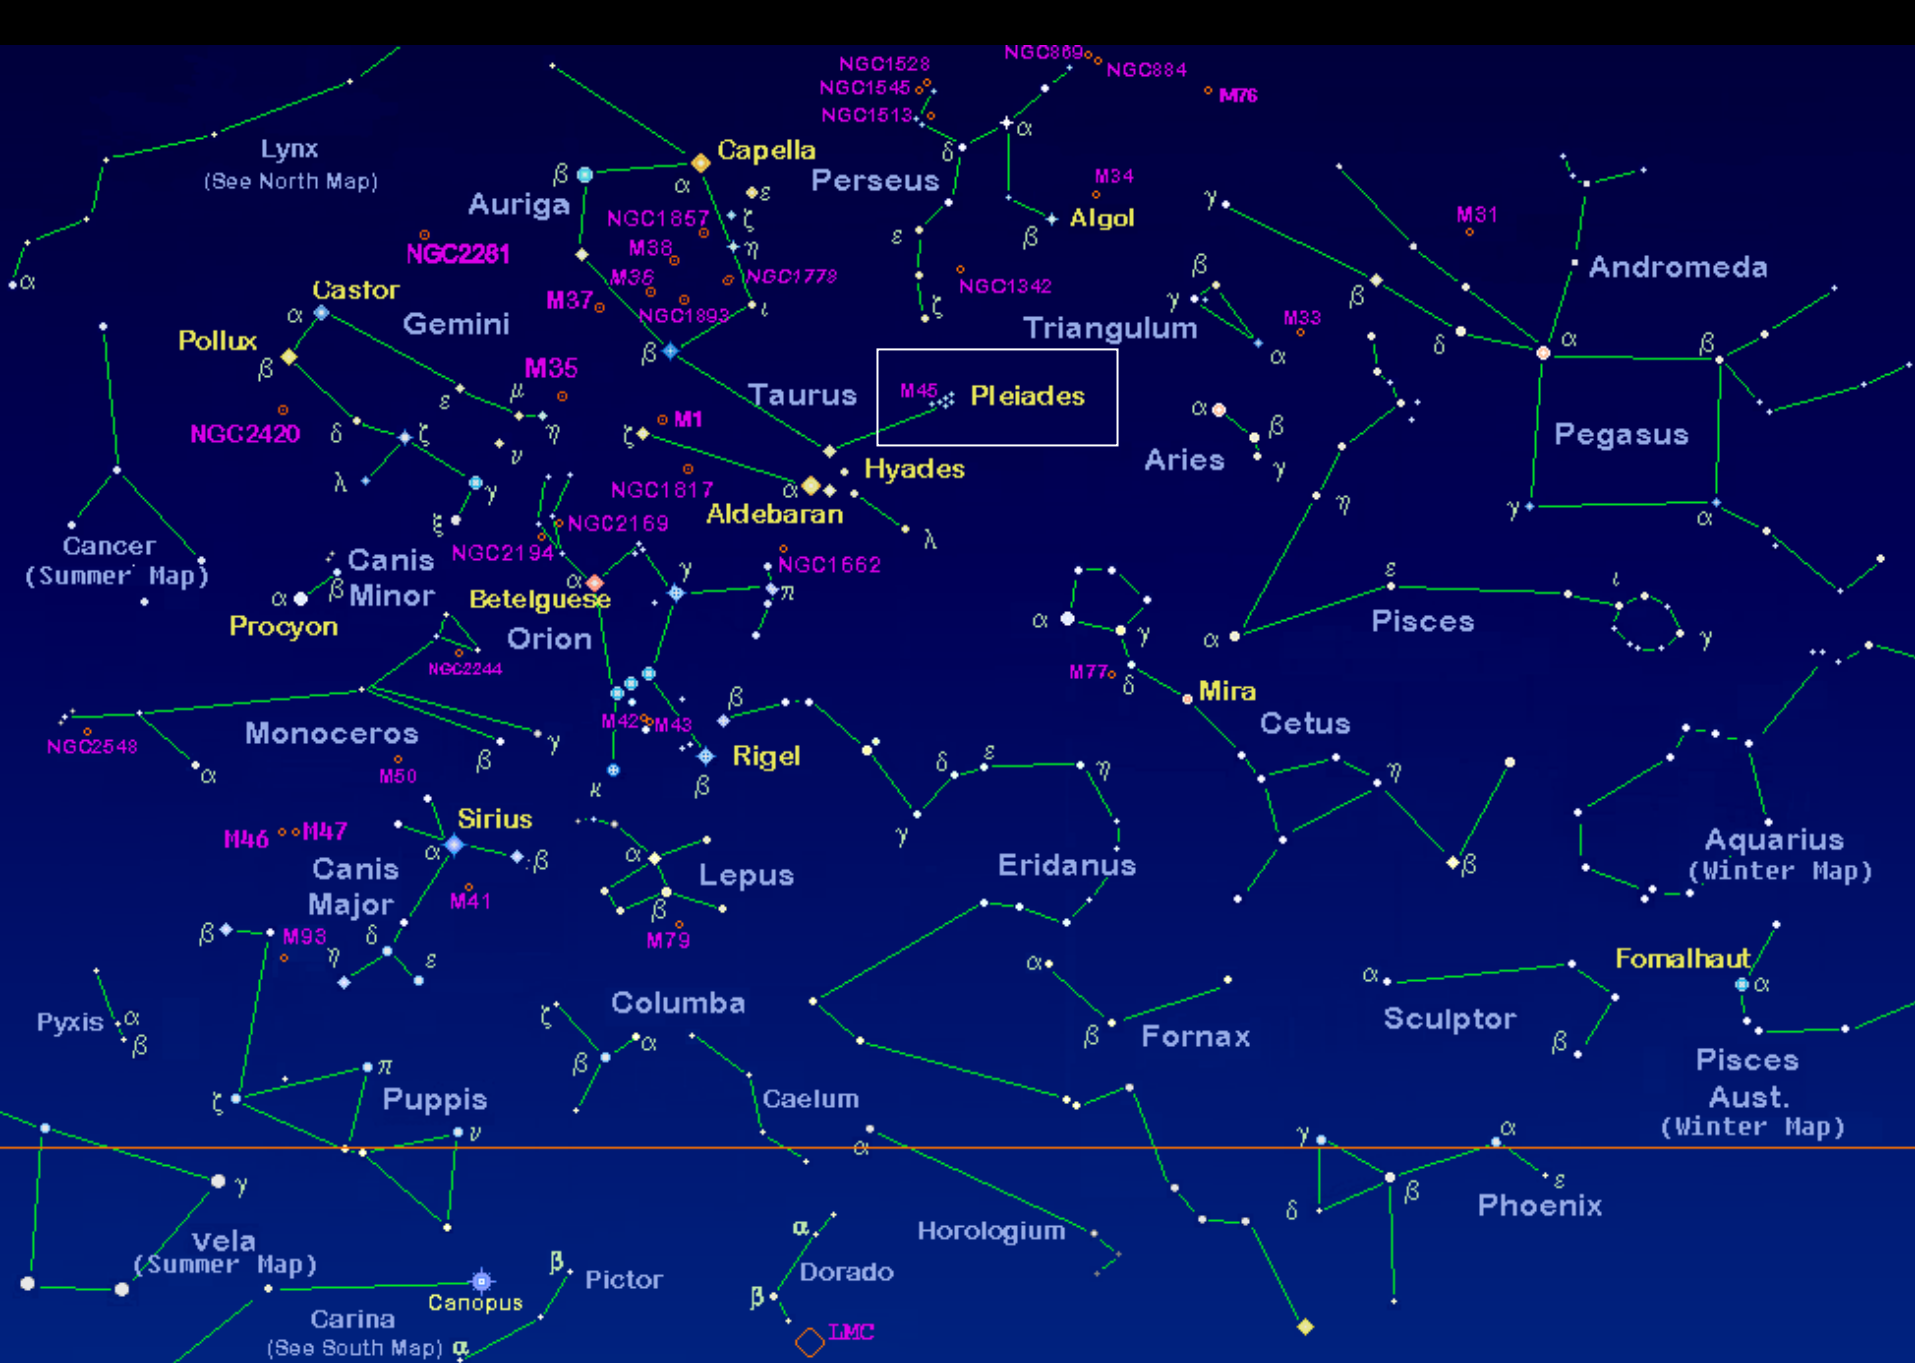 NGC869
NGC884
NGC1528
NGC1545
M76
NGC1513
α
δ
Lynx
(See North Map)
Capella
β
α
Perseus
M34
ε
Auriga
γ
M31
NGC1857
ζ
Algol
β
ε
NGC2281
M38
η
Andromeda
β
α
M36
NGC1778
NGC1342
Castor
M37
NGC1893
ι
ζ
γ
β
α
Gemini
Triangulum
M33
Pollux
β
β
α
δ
α
β
M35
Taurus
M45
Pleiades
ε
μ
α
β
NGC2420
δ
ζ
η
M1
ζ
Pegasus
υ
Hyades
Aries
γ
λ
γ
NGC1817
α
η
γ
α
ξ
Aldebaran
NGC2169
λ
Cancer
(Summer Map)
Canis
Minor
NGC2194
NGC1662
α
γ
ε
ι
α
β
Betelguese
π
Procyon
Orion
α
γ
Pisces
α
γ
NGC2244
M77
δ
Mira
β
Monoceros
M42
M43
Cetus
NGC2548
γ
Rigel
δ
ε
η
η
α
M50
β
κ
β
Sirius
γ
M46
M47
α
β
α
Lepus
Eridanus
β
Aquarius
(Winter Map)
Canis
Major
M41
β
β
M93
δ
η
ε
M79
α
α
Fomalhaut
α
Pyxis
α
β
ζ
Columba
α
β
β
Fornax
Sculptor
β
Pisces
Aust.
(Winter Map)
π
ζ
Puppis
Caelum
υ
α
γ
α
γ
β
ε
δ
Phoenix
Vela
(Summer Map)
α
Horologium
β
Pictor
Dorado
Canopus
β
Carina
(See South Map)
α
LMC